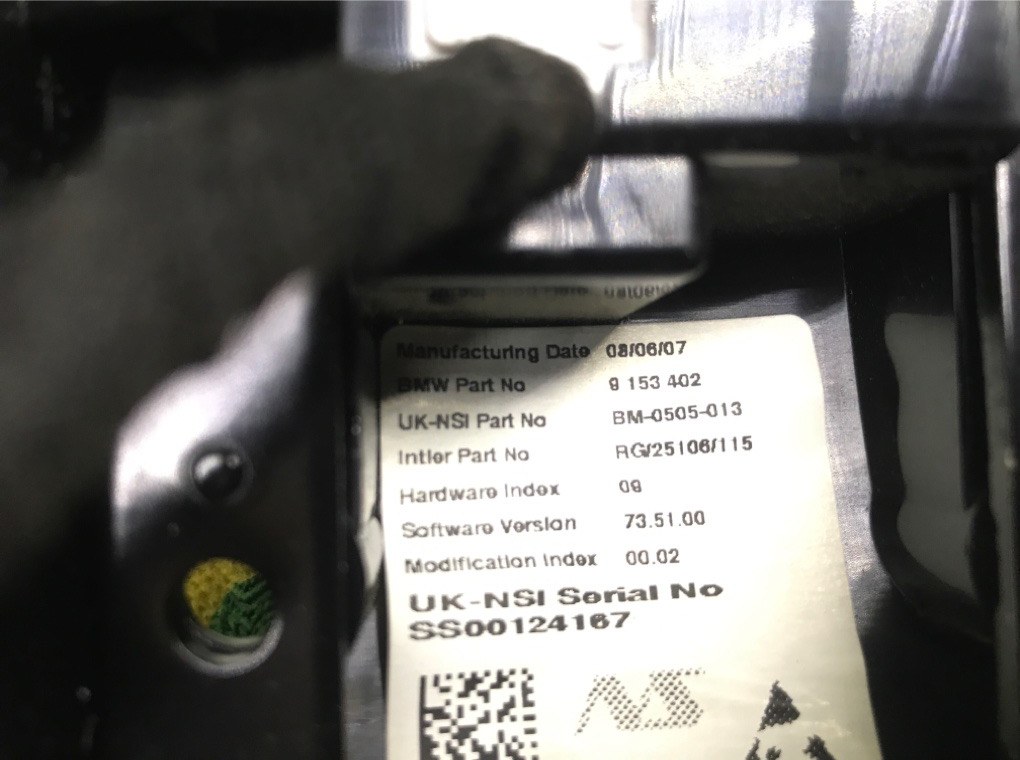 Manufacturing Date 08/06/07
BMW Part No 9 153 402
UK-NSI Part No BM-0505-013
Intier Part No RG/25106/115
Hardware Index 09
Software Version 73.51.00
Modification Index 00.02
UK-NSI Serial No
SS00124167
NS